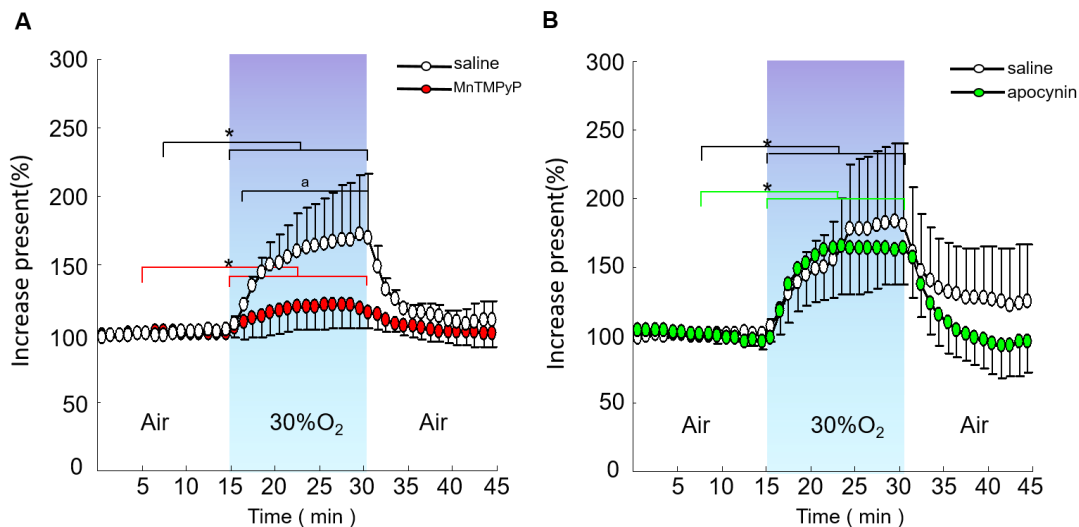 A
300
250
200
150
100
50
0
Increase present(%)
saline
MnTMPyP
*
a
*
Air
30%O₂
Air
5 10 15 20 25 30 35 40 45
Time ( min )
B
300
250
200
150
100
50
0
Increase present(%)
saline
apocynin
*
*
Air
30%O₂
Air
5 10 15 20 25 30 35 40 45
Time ( min )